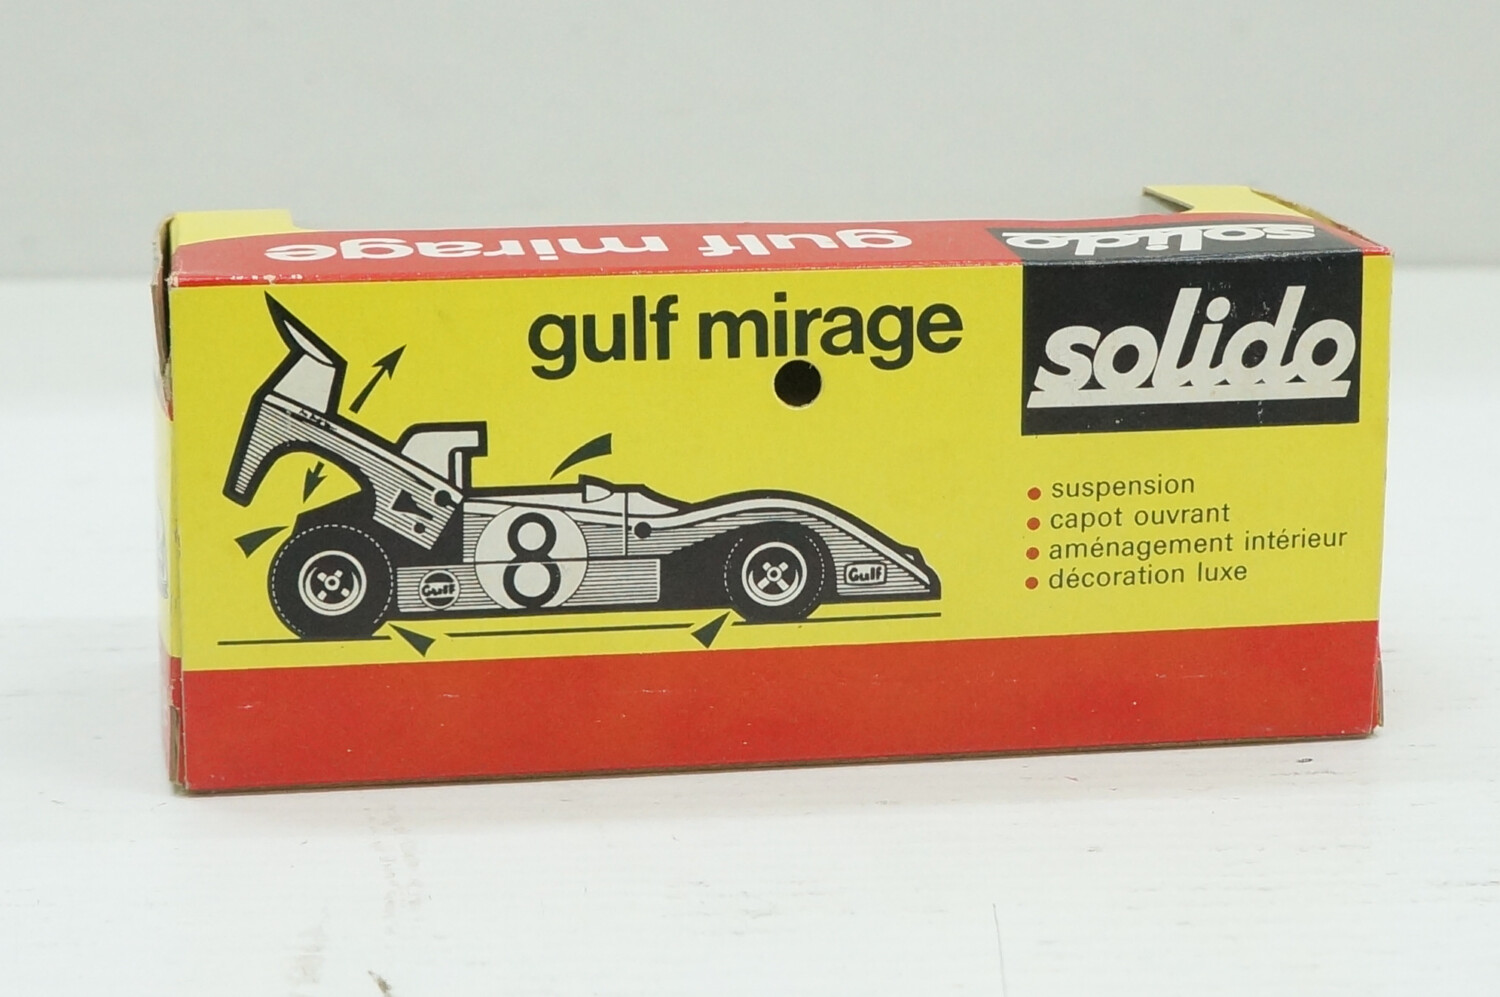 gulf mirage
solido
gulf mirage
solido
suspension
capot ouvrant
aménagement intérieur
décoration luxe
8
Gulf
Gulf